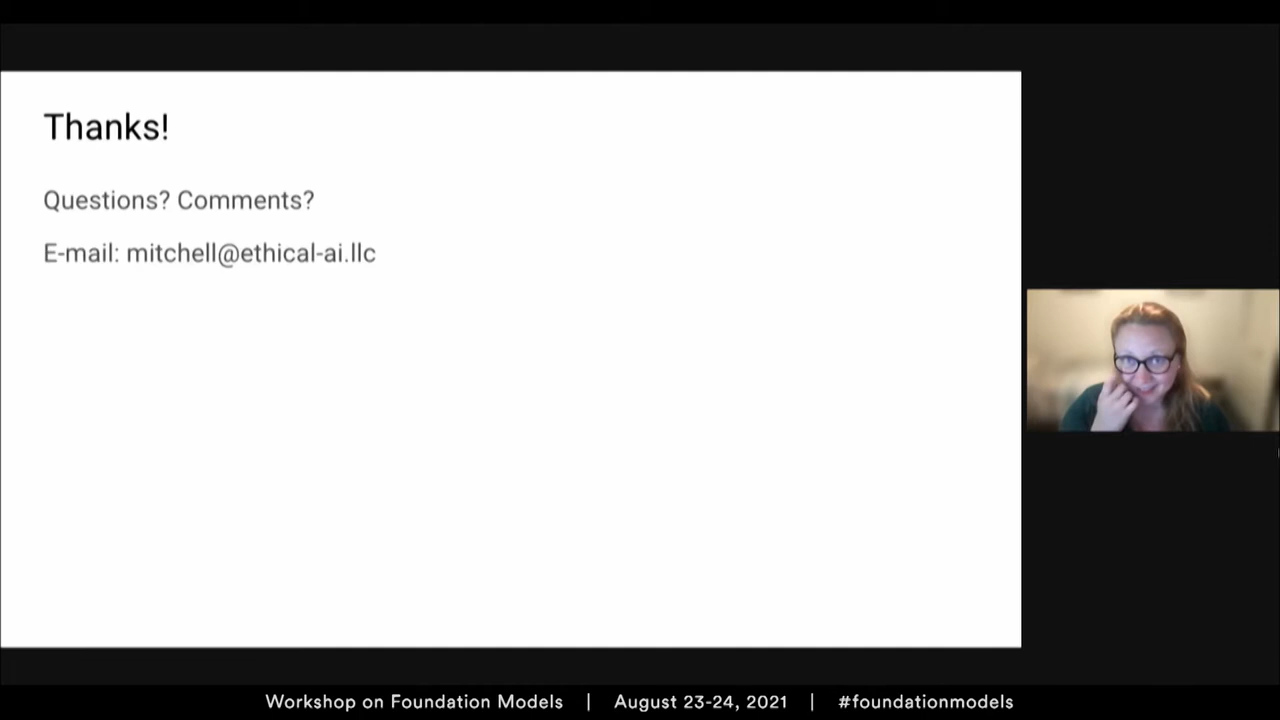 Thanks!
Questions? Comments?
E-mail: mitchell@ethical-ai.llc
Workshop on Foundation Models | August 23-24, 2021 | #foundationmodels